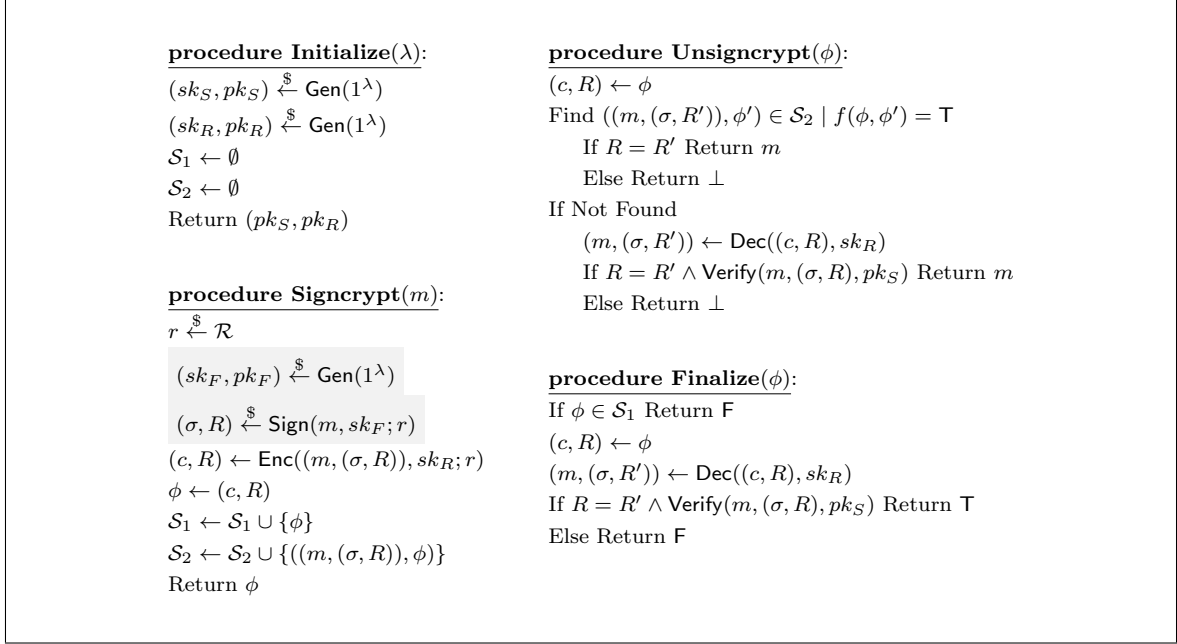 procedure Initialize(λ):
(sk_S, pk_S) ←$ Gen(1^λ)
(sk_R, pk_R) ←$ Gen(1^λ)
S_1 ← ∅
S_2 ← ∅
Return (pk_S, pk_R)
procedure Signcrypt(m):
r ←$ R
(sk_F, pk_F) ←$ Gen(1^λ)
(σ, R) ←$ Sign(m, sk_F; r)
(c, R) ← Enc((m, (σ, R)), sk_R; r)
φ ← (c, R)
S_1 ← S_1 ∪ {φ}
S_2 ← S_2 ∪ {((m, (σ, R)), φ)}
Return φ
procedure Unsigncrypt(φ):
(c, R) ← φ
Find ((m, (σ, R')), φ') ∈ S_2 | f(φ, φ') = T
If R = R' Return m
Else Return ⊥
If Not Found
(m, (σ, R')) ← Dec((c, R), sk_R)
If R = R' ∧ Verify(m, (σ, R), pk_S) Return m
Else Return ⊥
procedure Finalize(φ):
If φ ∈ S_1 Return F
(c, R) ← φ
(m, (σ, R')) ← Dec((c, R), sk_R)
If R = R' ∧ Verify(m, (σ, R), pk_S) Return T
Else Return F